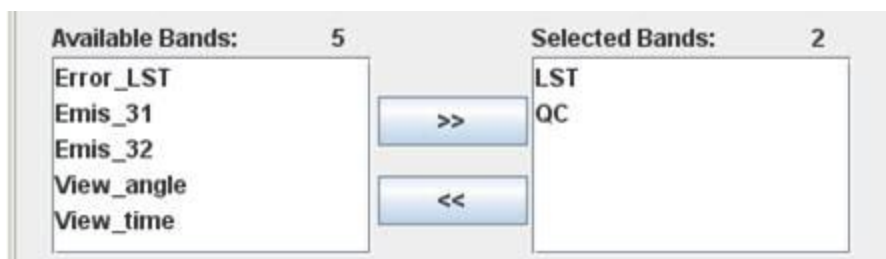 Available Bands: 5
Error_LST
Emis_31
Emis_32
View_angle
View_time
>>
<<
Selected Bands: 2
LST
QC